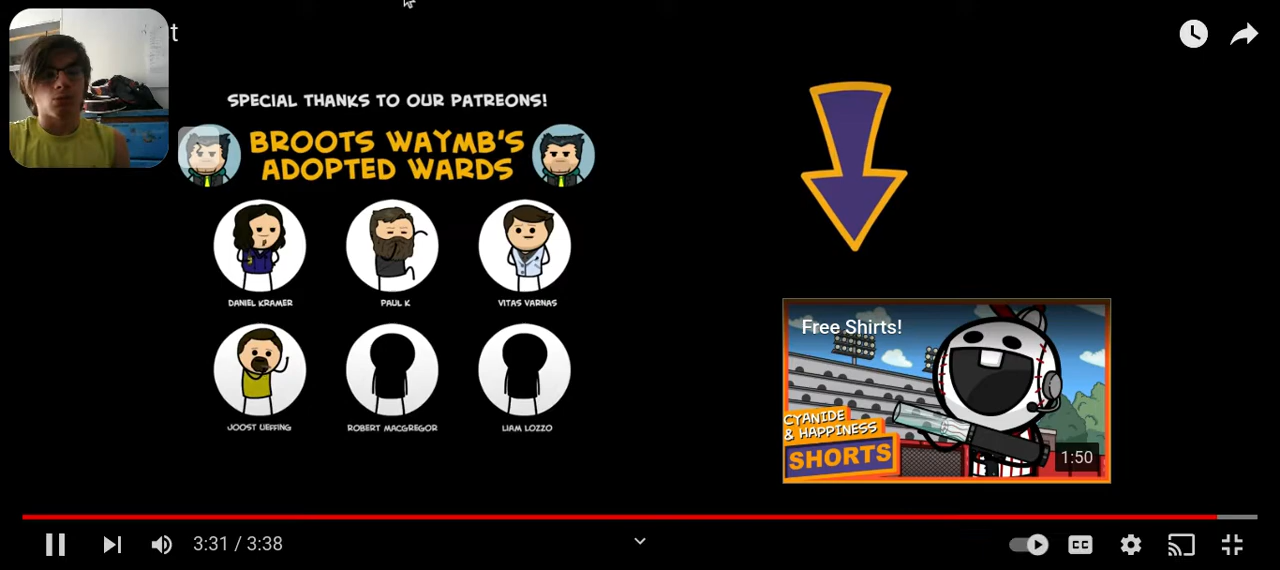 t
SPECIAL THANKS TO OUR PATREONS!
BROOTS WAYMB'S
ADOPTED WARDS
DANIEL KRAMER
PAUL K
VITAS VARNAS
JOOST UEFFING
ROBERT MACGREGOR
LIAM LOZZO
Free Shirts!
CYANIDE
& HAPPINESS
SHORTS
1:50
3:31 / 3:38
CC